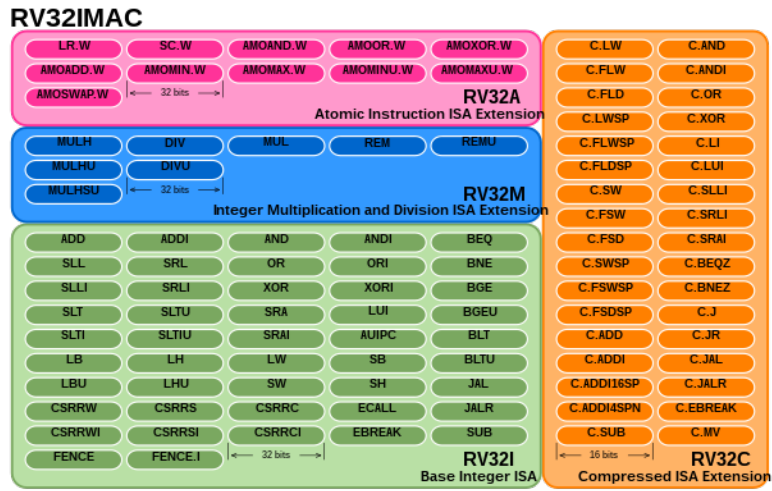 RV32IMAC
LR.W SC.W AMOAND.W AMOOR.W AMOXOR.W
AMOADD.W AMOMIN.W AMOMAX.W AMOMINU.W AMOMAXU.W
AMOSWAP.W 32 bits
RV32A
Atomic Instruction ISA Extension
MULH DIV MUL REM REMU
MULHU DIVU
MULHSU 32 bits
RV32M
Integer Multiplication and Division ISA Extension
ADD ADDI AND ANDI BEQ
SLL SRL OR ORI BNE
SLLI SRLI XOR XORI BGE
SLT SLTU SRA LUI BGEU
SLTI SLTIU SRAI AUIPC BLT
LB LH LW SB BLTU
LBU LHU SW SH JAL
CSRRW CSRRS CSRRC ECALL JALR
CSRRWI CSRRSI CSRRCI EBREAK SUB
FENCE FENCE.I 32 bits
RV32I
Base Integer ISA
C.LW C.AND
C.FLW C.ANDI
C.FLD C.OR
C.LWSP C.XOR
C.FLWSP C.LI
C.FLDSP C.LUI
C.SW C.SLLI
C.FSW C.SRLI
C.FSD C.SRAI
C.SWSP C.BEQZ
C.FSWSP C.BNEZ
C.FSDSP C.J
C.ADD C.JR
C.ADDI C.JAL
C.ADDI16SP C.JALR
C.ADDI4SPN C.EBREAK
C.SUB C.MV
16 bits
RV32C
Compressed ISA Extension